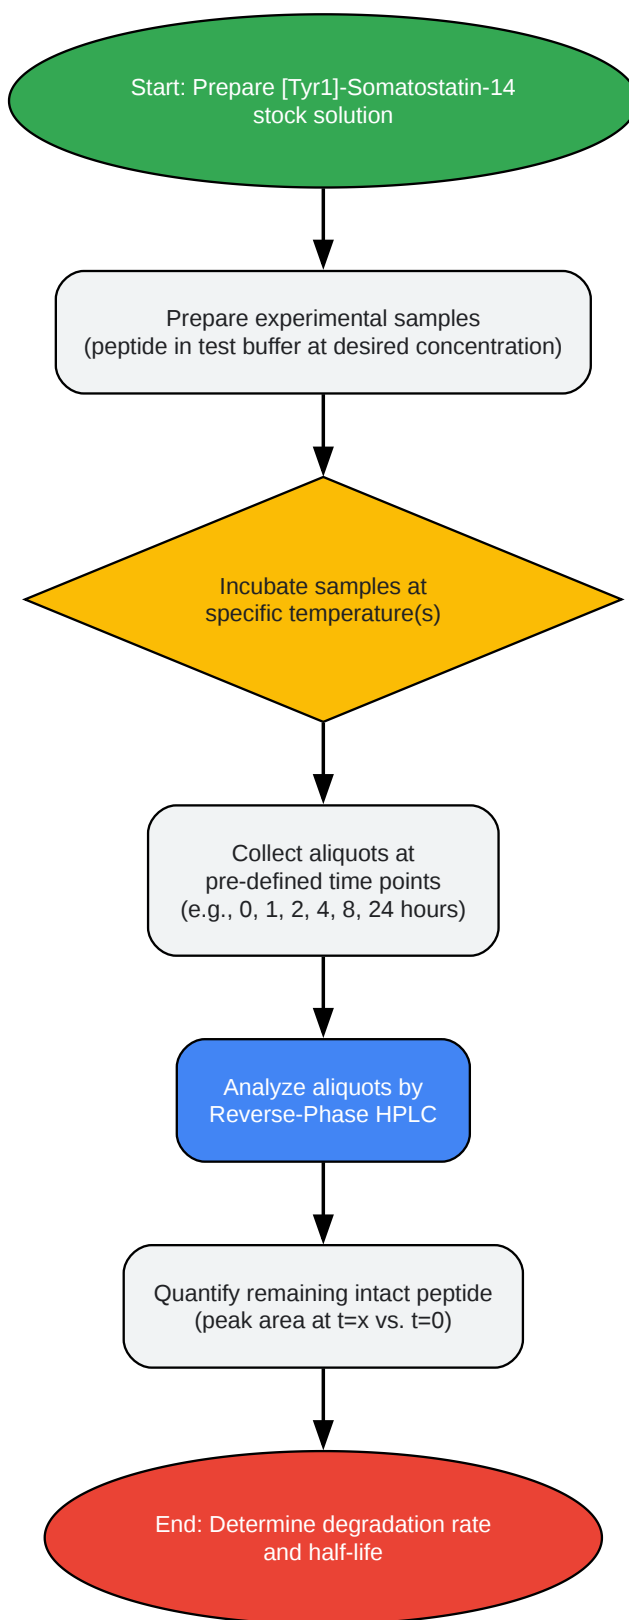 Start: Prepare [Tyr1]-Somatostatin-14
stock solution
Prepare experimental samples
(peptide in test buffer at desired concentration)
Incubate samples at
specific temperature(s)
Collect aliquots at
pre-defined time points
(e.g., 0, 1, 2, 4, 8, 24 hours)
Analyze aliquots by
Reverse-Phase HPLC
Quantify remaining intact peptide
(peak area at t=x vs. t=0)
End: Determine degradation rate
and half-life